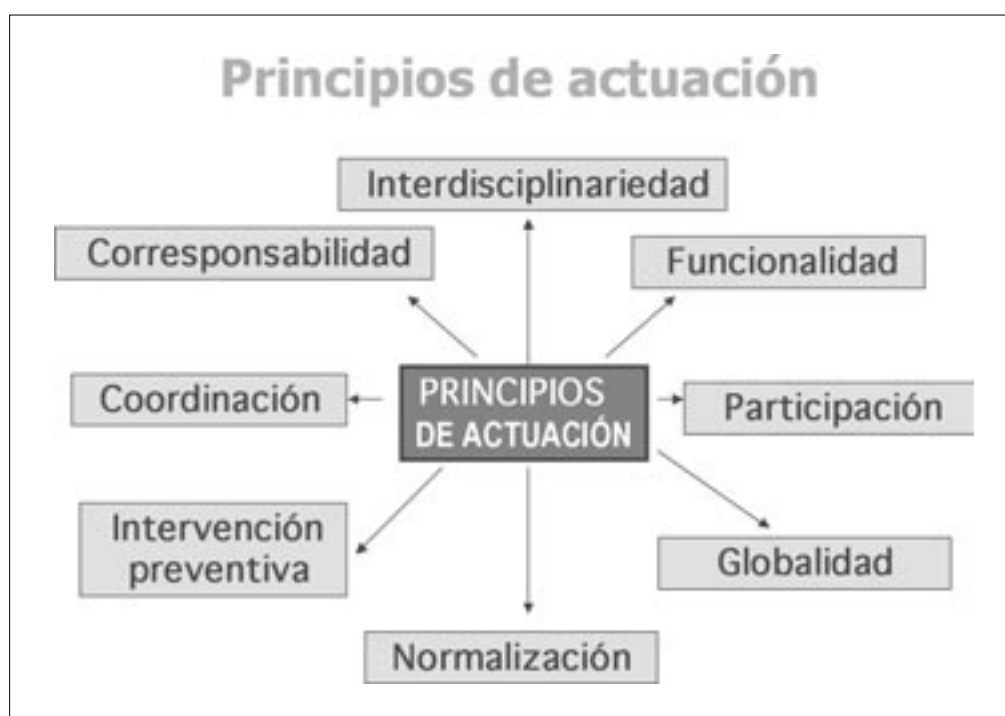 Principios de actuación
Interdisciplinariedad
Corresponsabilidad
Funcionalidad
Coordinación
PRINCIPIOS
DE ACTUACIÓN
Participación
Intervención
preventiva
Globalidad
Normalización